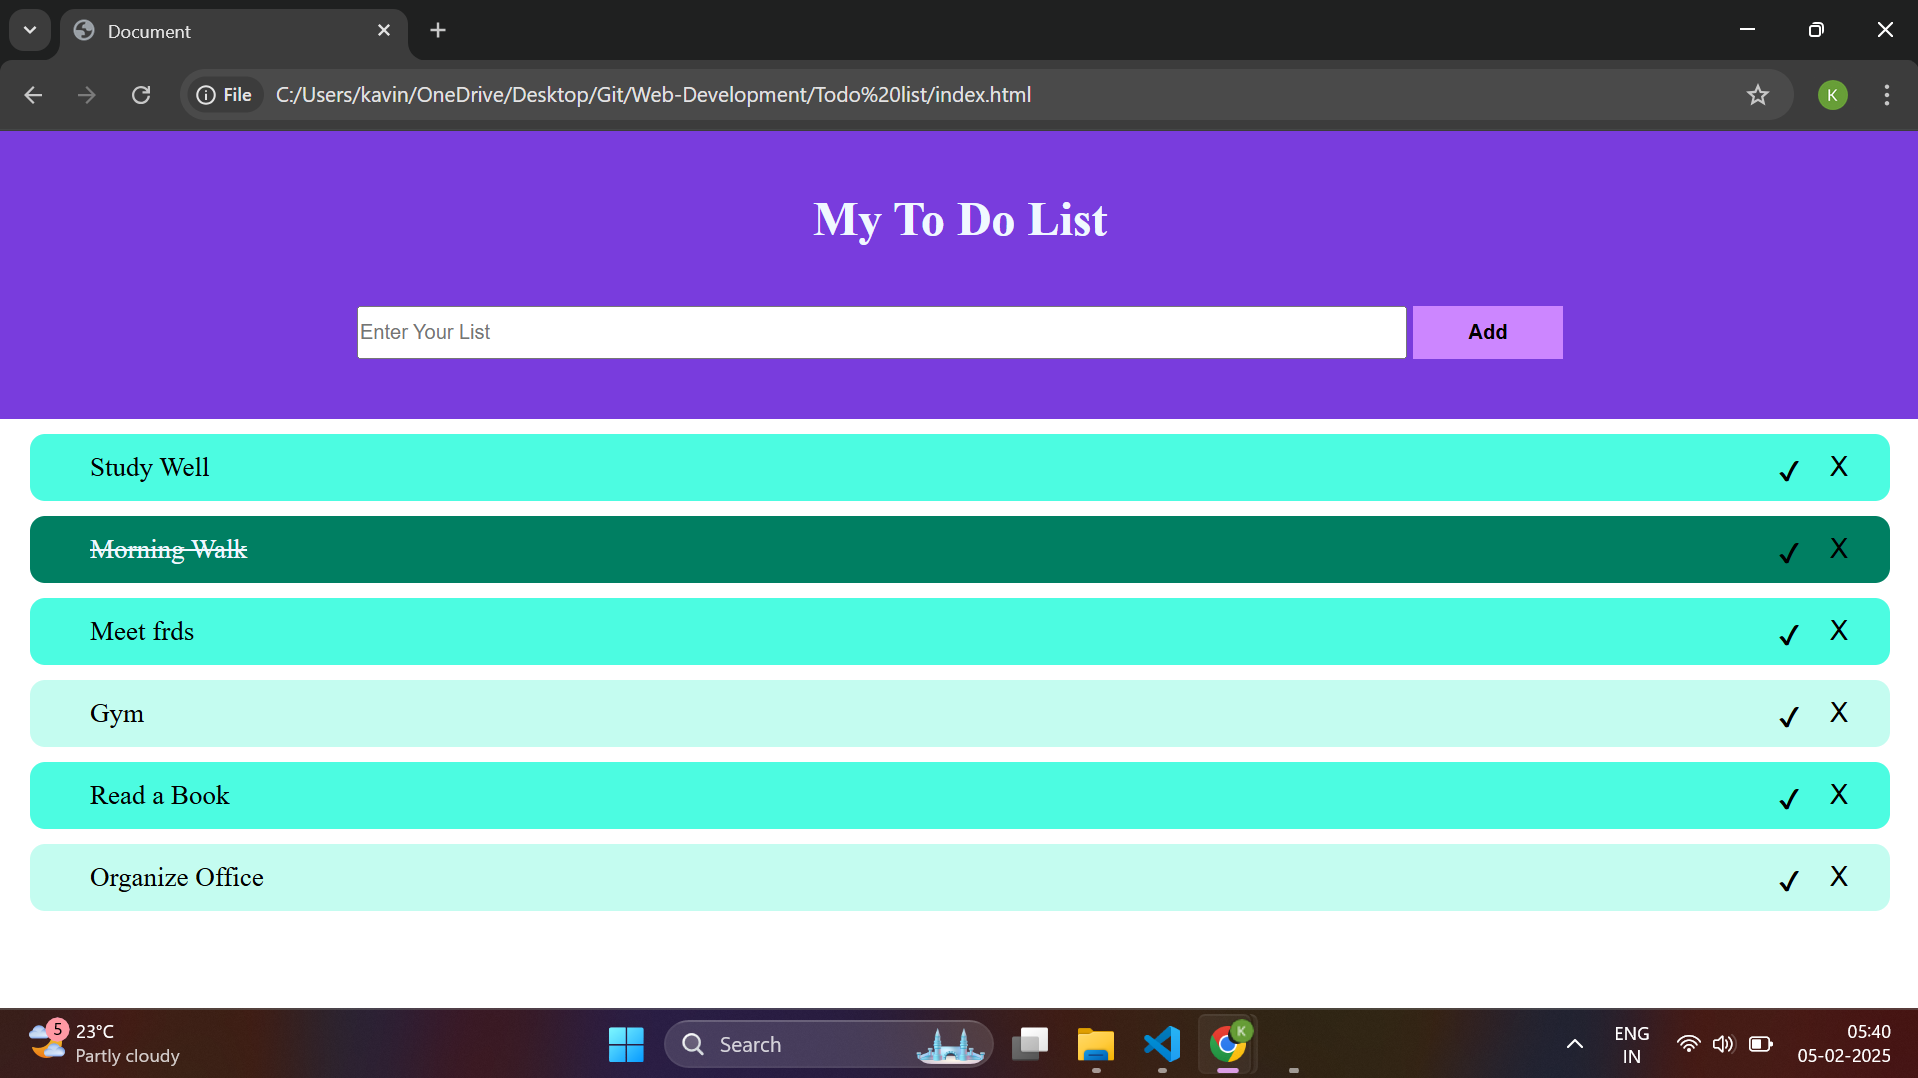 Document
File C:/Users/kavin/OneDrive/Desktop/Git/Web-Development/Todo%20list/index.html
K
My To Do List
Enter Your List
Add
Study Well ✓ X
Morning Walk ✓ X
Meet frds ✓ X
Gym ✓ X
Read a Book ✓ X
Organize Office ✓ X
5
23°C
Partly cloudy
Search
K
ENG
IN
05:40
05-02-2025